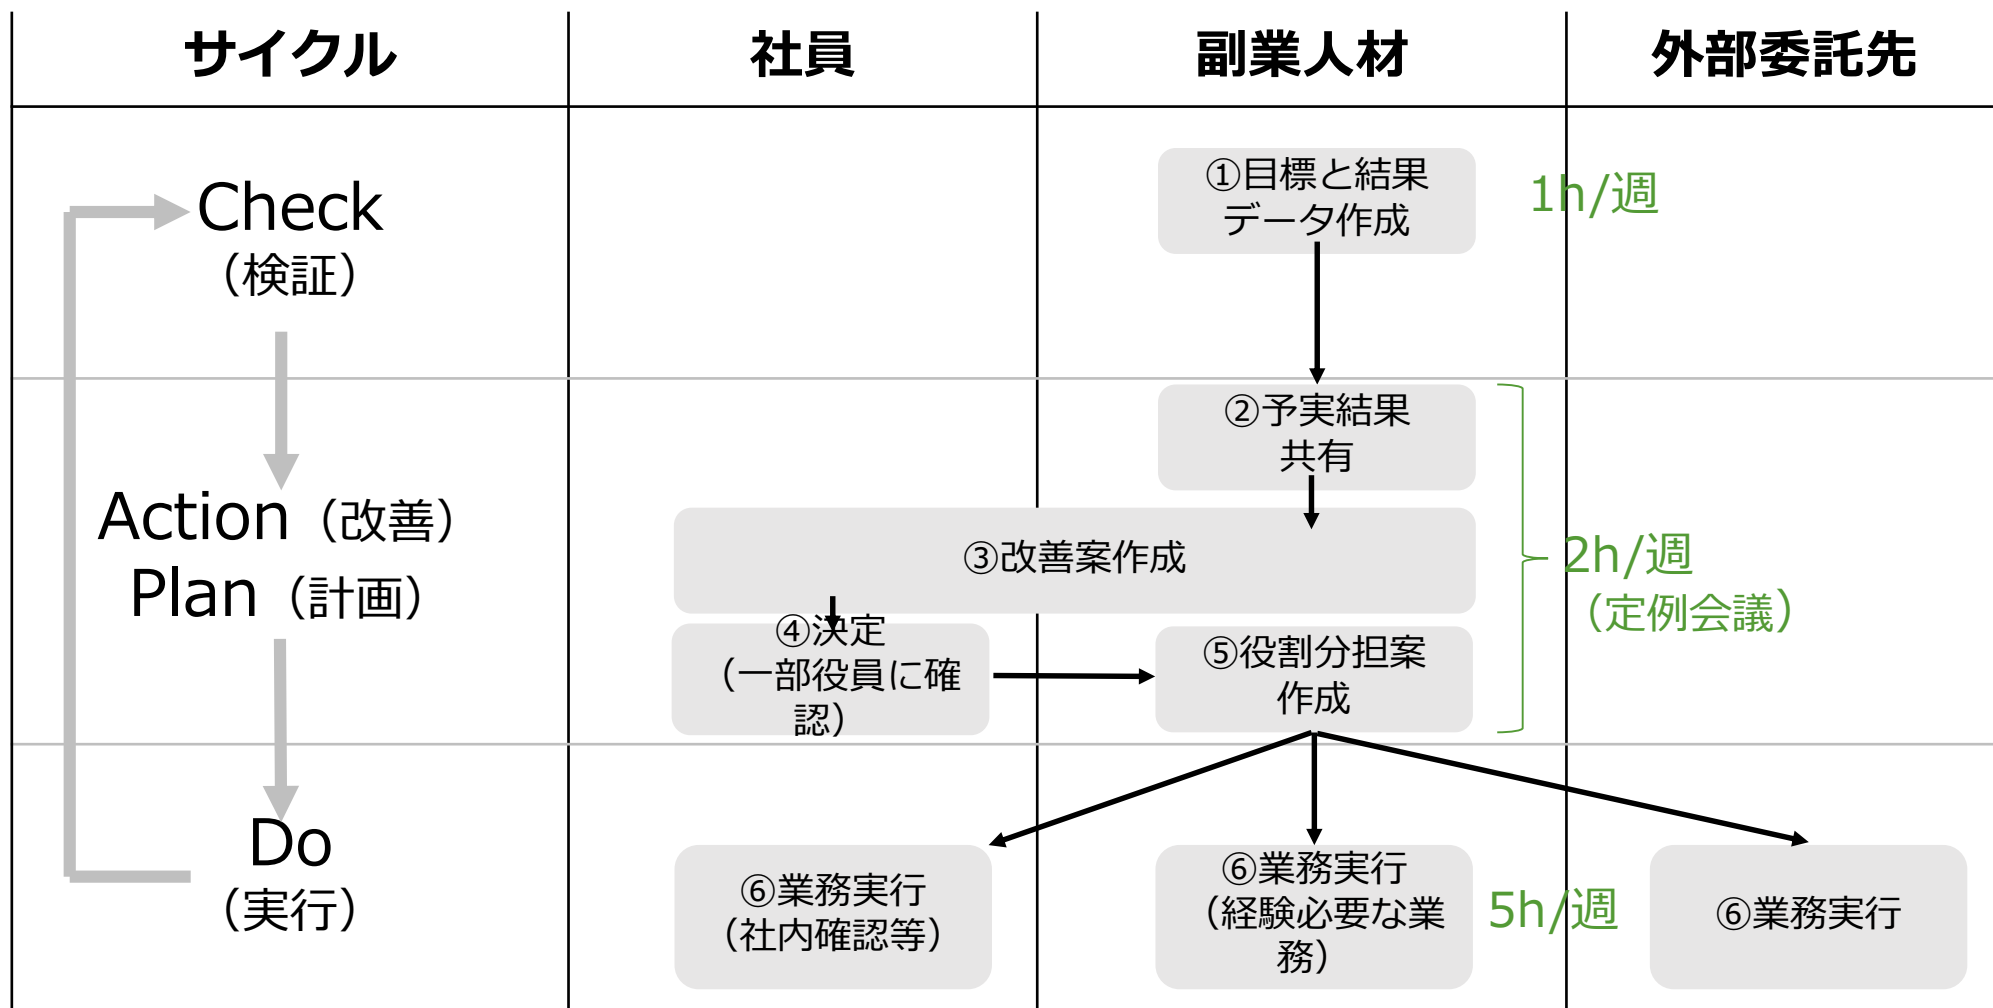 サイクル
社員
副業人材
外部委託先
Check
（検証）
①目標と結果
データ作成
1h/週
Action（改善）
Plan（計画）
②予実結果
共有
③改善案作成
④決定
（一部役員に確
認）
⑤役割分担案
作成
2h/週
（定例会議）
Do
（実行）
⑥業務実行
（社内確認等）
⑥業務実行
（経験必要な業
務）
5h/週
⑥業務実行